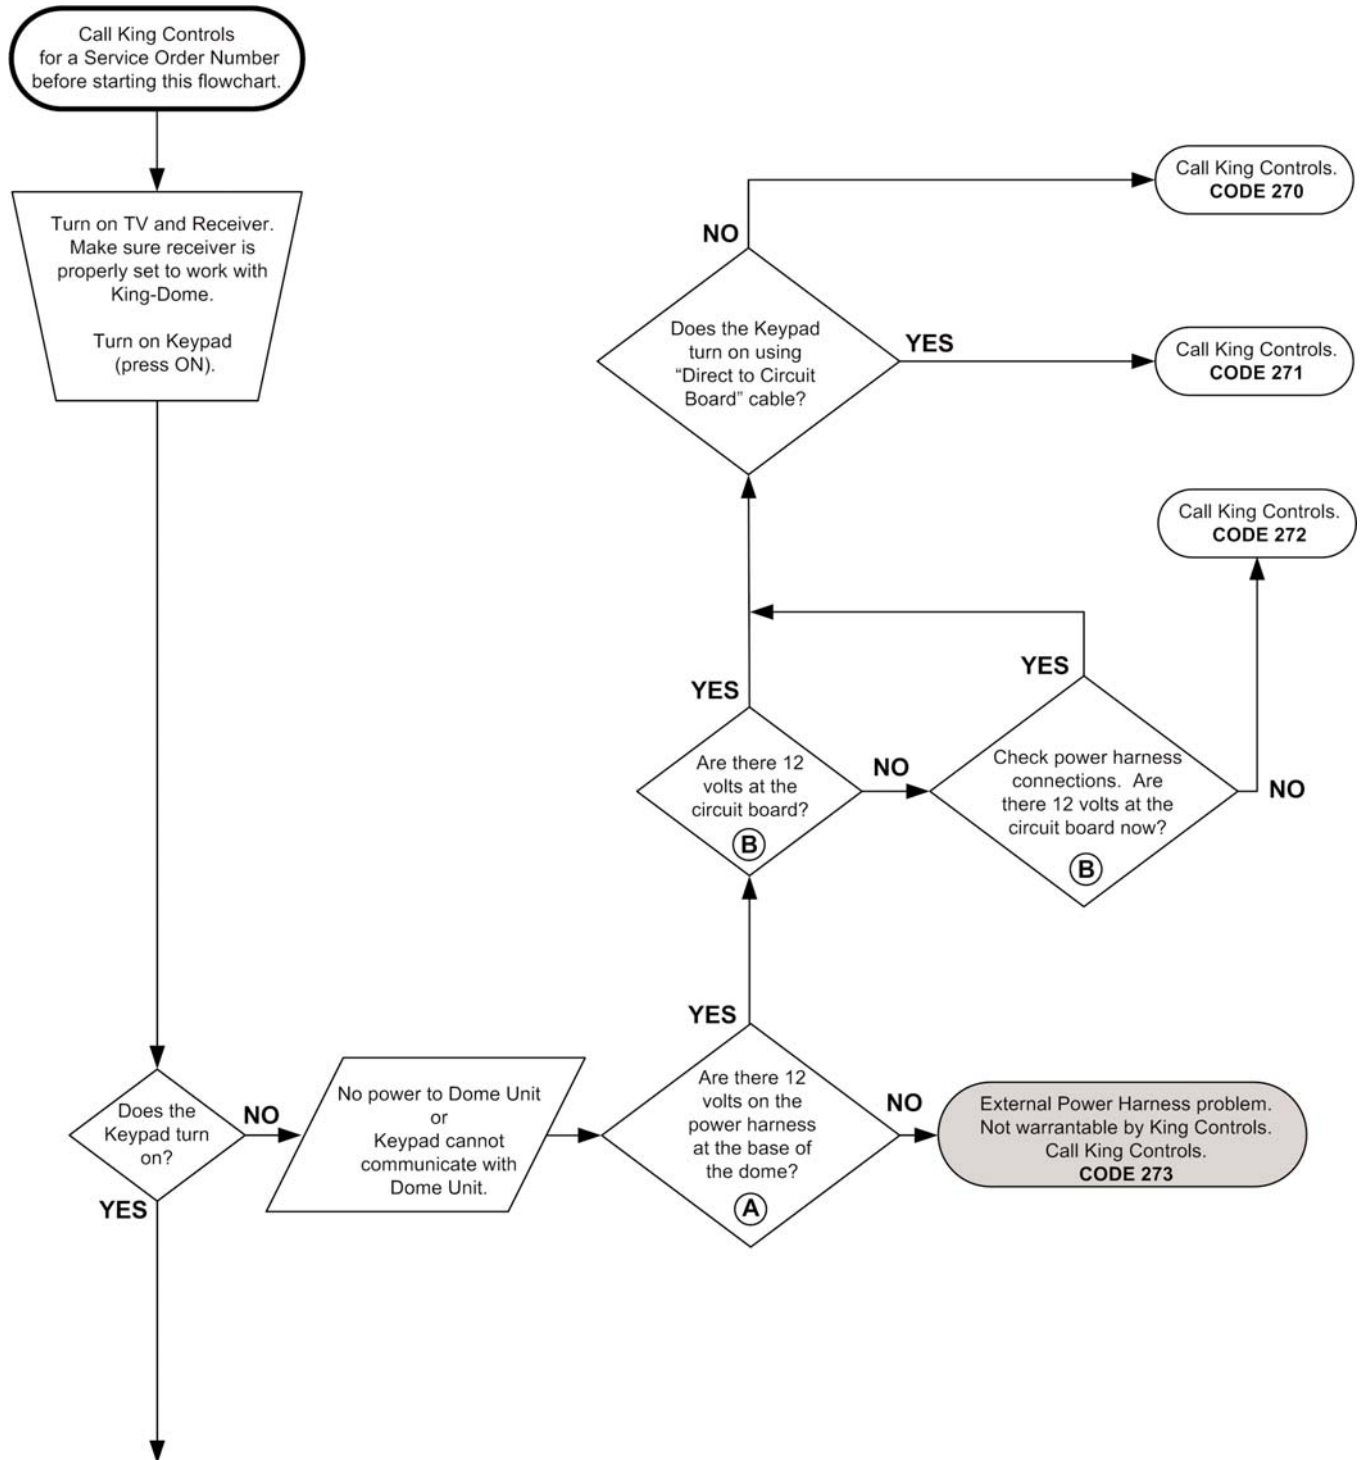 Call King Controls
for a Service Order Number
before starting this flowchart.
Turn on TV and Receiver.
Make sure receiver is
properly set to work with
King-Dome.
Turn on Keypad
(press ON).
Does the
Keypad turn
on?
NO
YES
No power to Dome Unit
or
Keypad cannot
communicate with
Dome Unit.
Are there 12
volts on the
power harness
at the base of
the dome?
A
NO
External Power Harness problem.
Not warrantable by King Controls.
Call King Controls.
CODE 273
YES
Are there 12
volts at the
circuit board?
B
NO
Check power harness
connections. Are
there 12 volts at the
circuit board now?
B
NO
Call King Controls.
CODE 272
YES
YES
Does the Keypad
turn on using
“Direct to Circuit
Board” cable?
YES
Call King Controls.
CODE 271
NO
Call King Controls.
CODE 270